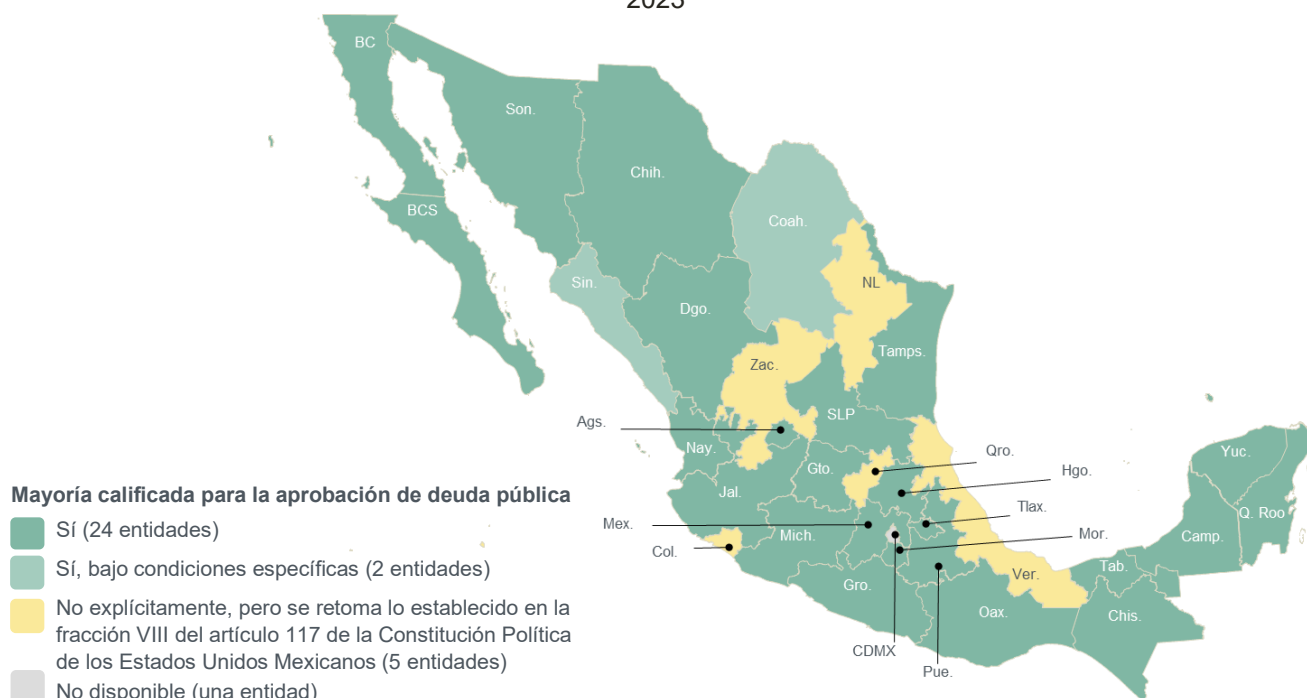 2023
BC
Son.
Chih.
BCS
Coah.
Sin.
NL
Dgo.
Tamps.
Zac.
Ags.
SLP
Nay.
Gto.
Qro.
Hgo.
Yuc.
Jal.
Tlax.
Q. Roo
Mex.
Mich.
Mor.
Camp.
Col.
Ver.
Tab.
Gro.
Oax.
Chis.
CDMX
Pue.
Mayoría calificada para la aprobación de deuda pública
Sí (24 entidades)
Sí, bajo condiciones específicas (2 entidades)
No explícitamente, pero se retoma lo establecido en la
fracción VIII del artículo 117 de la Constitución Política
de los Estados Unidos Mexicanos (5 entidades)
No disponible (una entidad)